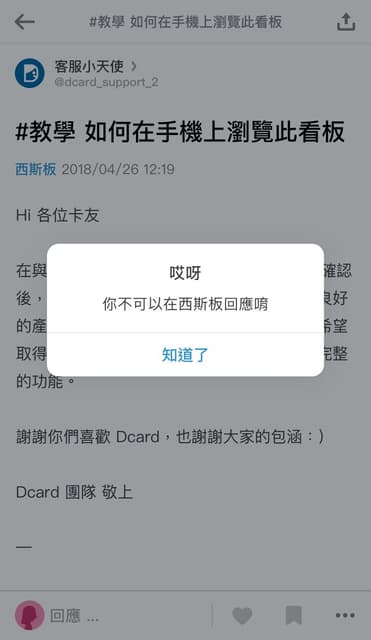 #教學 如何在手機上瀏覽此看板
客服小天使
@dcard_support_2
#教學 如何在手機上瀏覽此看板
西斯板 2018/04/26 12:19
Hi 各位卡友
在與 確認
後， 良好
的產 希望
取得 完整
的功能。
哎呀
你不可以在西斯板回應唷
知道了
謝謝你們喜歡 Dcard，也謝謝大家的包涵：)
Dcard 團隊 敬上
—
回應 ...